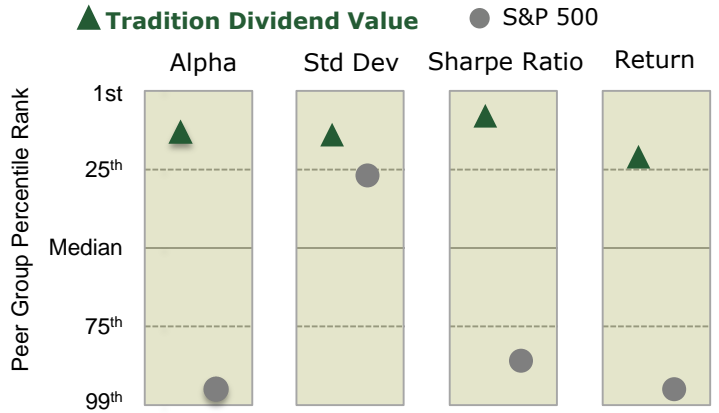 Tradition Dividend Value
S&P 500
Alpha
Std Dev
Sharpe Ratio
Return
Peer Group Percentile Rank
1st
25th
Median
75th
99th